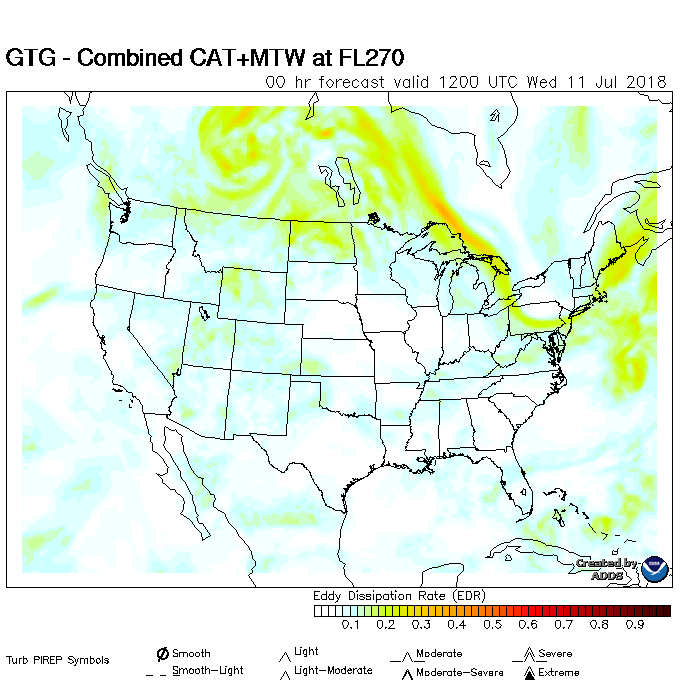 GTG - Combined CAT+MTW at FL270
00 hr forecast valid 1200 UTC Wed 11 Jul 2018
Created by
ADDS
Eddy Dissipation Rate (EDR)
0.1 0.2 0.3 0.4 0.5 0.6 0.7 0.8 0.9
Turb PIREP Symbols
Smooth Light Moderate Severe
Smooth-Light Light-Moderate Moderate-Severe Extreme